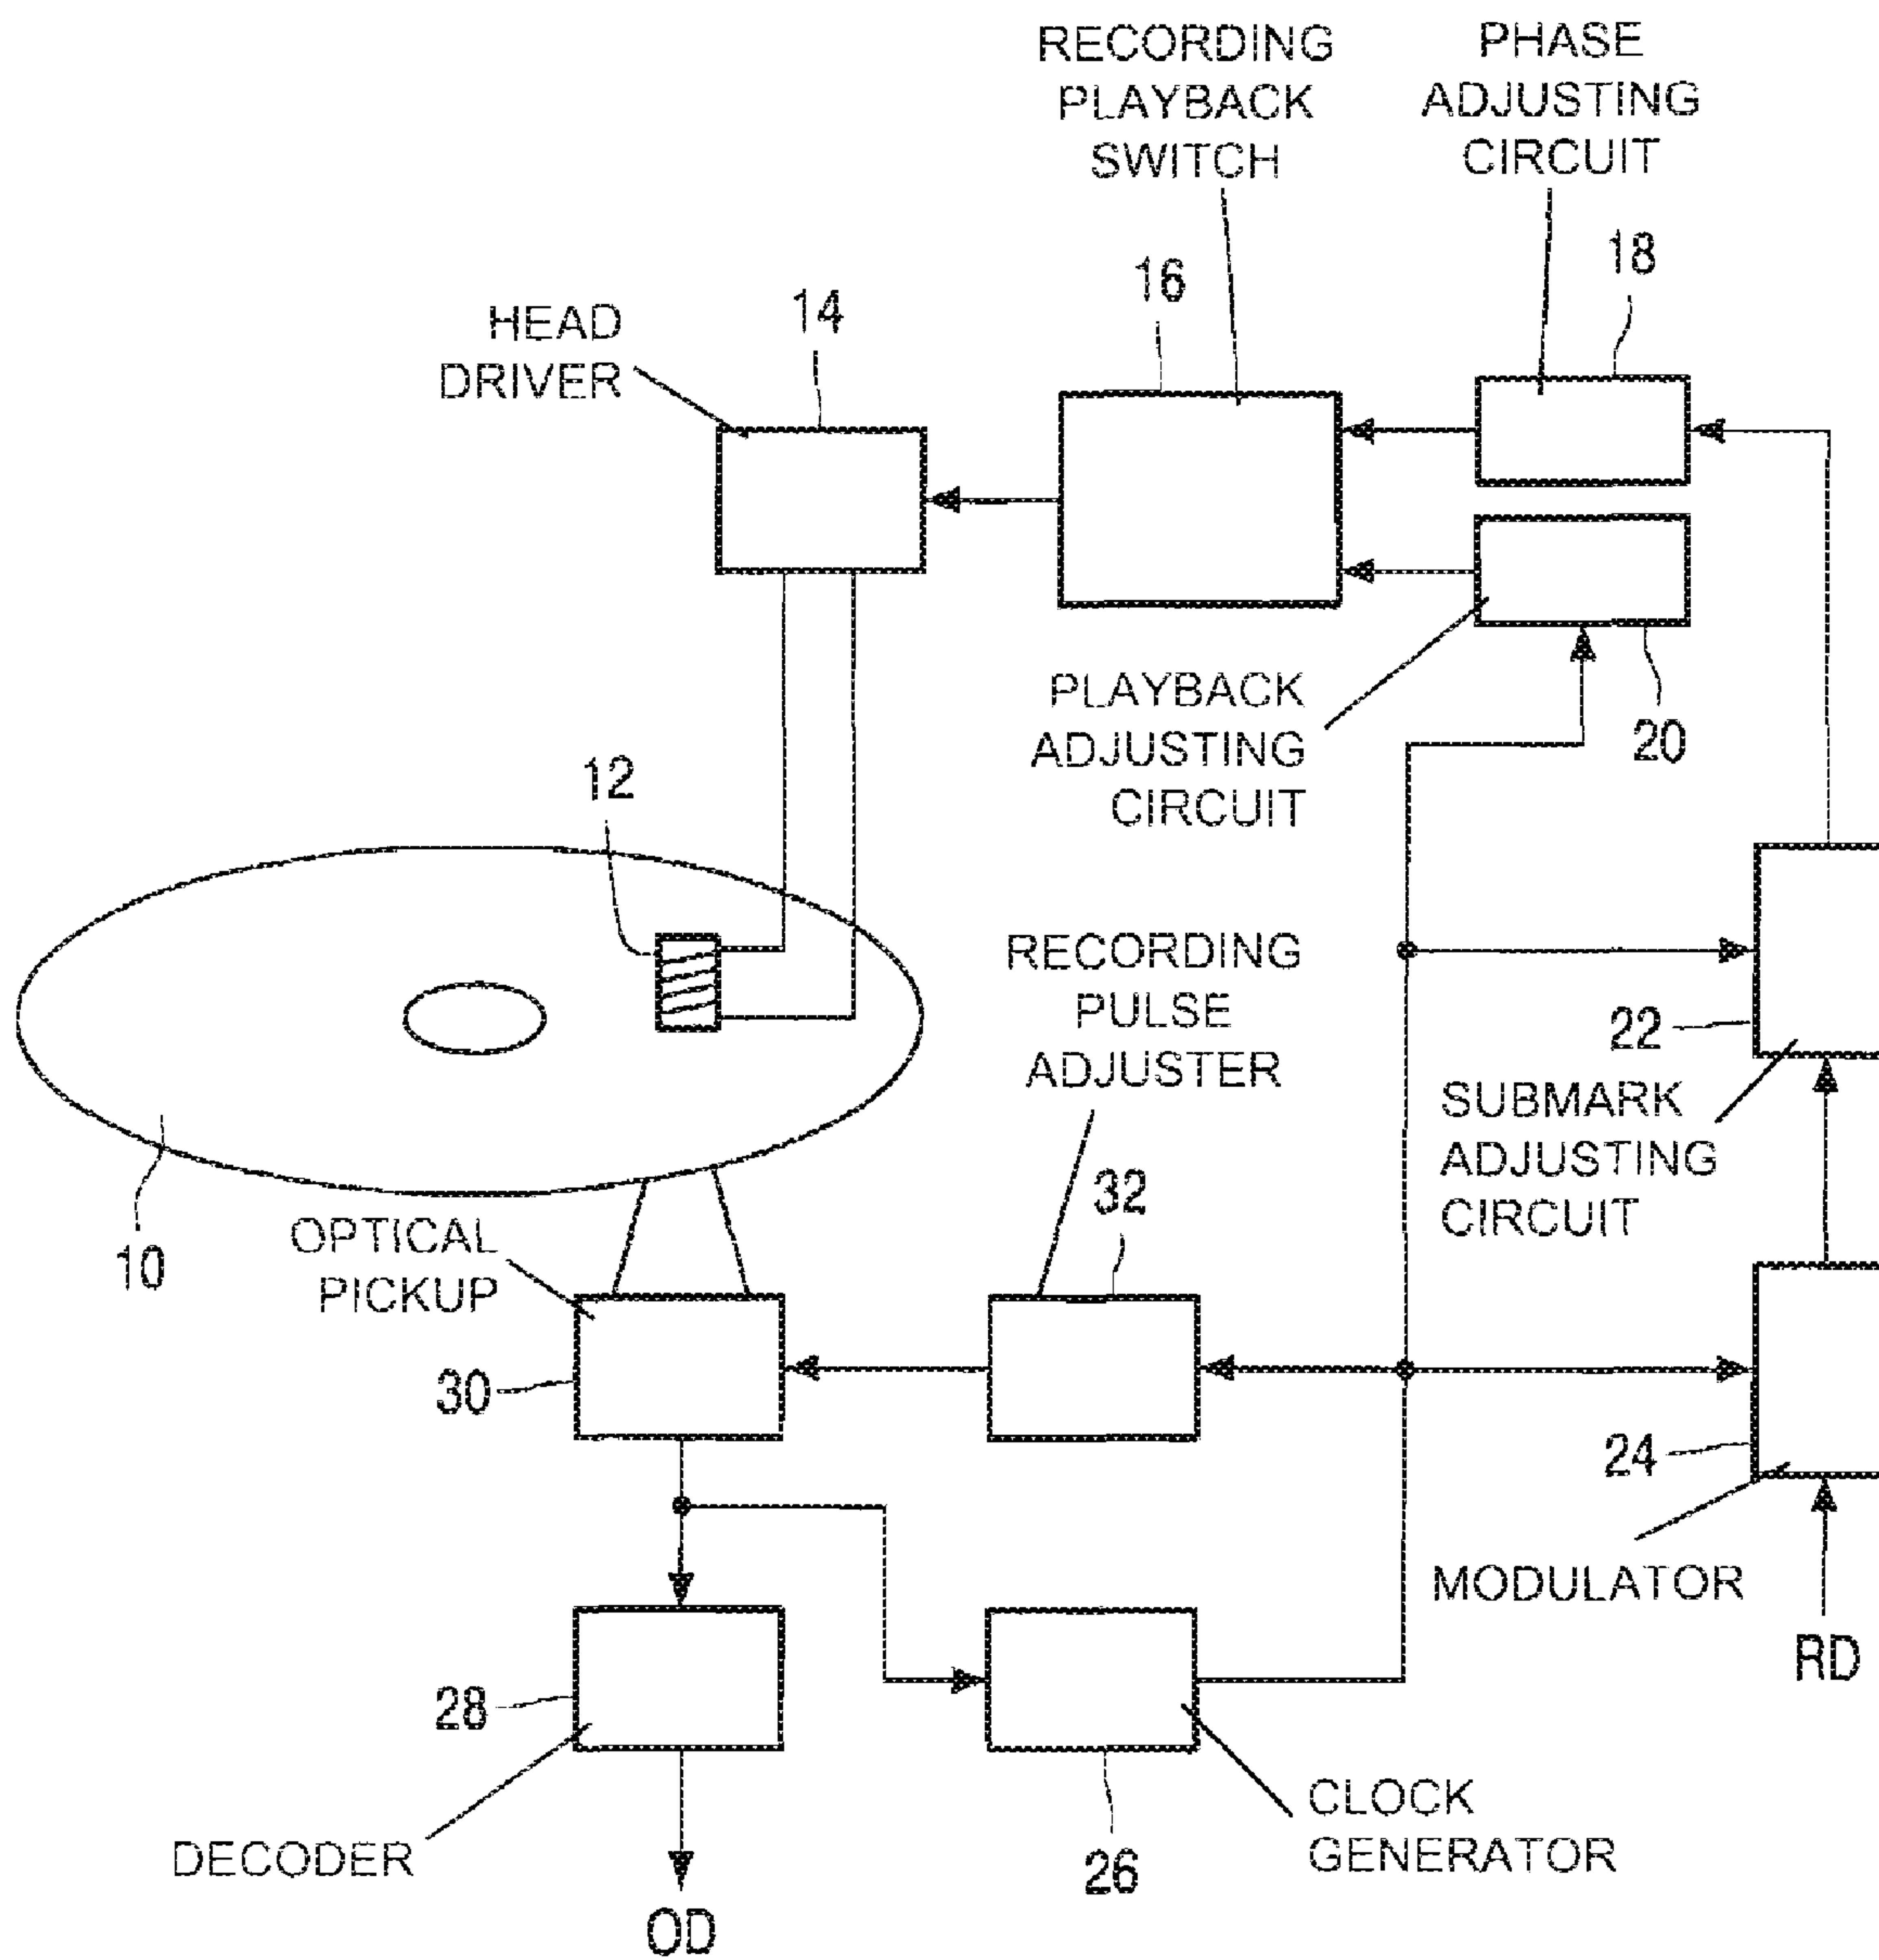 RECORDING
PLAYBACK
SWITCH
PHASE
ADJUSTING
CIRCUIT
16
18
HEAD
DRIVER
14
PLAYBACK
ADJUSTING
CIRCUIT
20
12
RECORDING
PULSE
ADJUSTER
22
SUBMARK
ADJUSTING
CIRCUIT
10
OPTICAL
PICKUP
32
30
24
MODULATOR
RD
28
DECODER
26
CLOCK
GENERATOR
OD